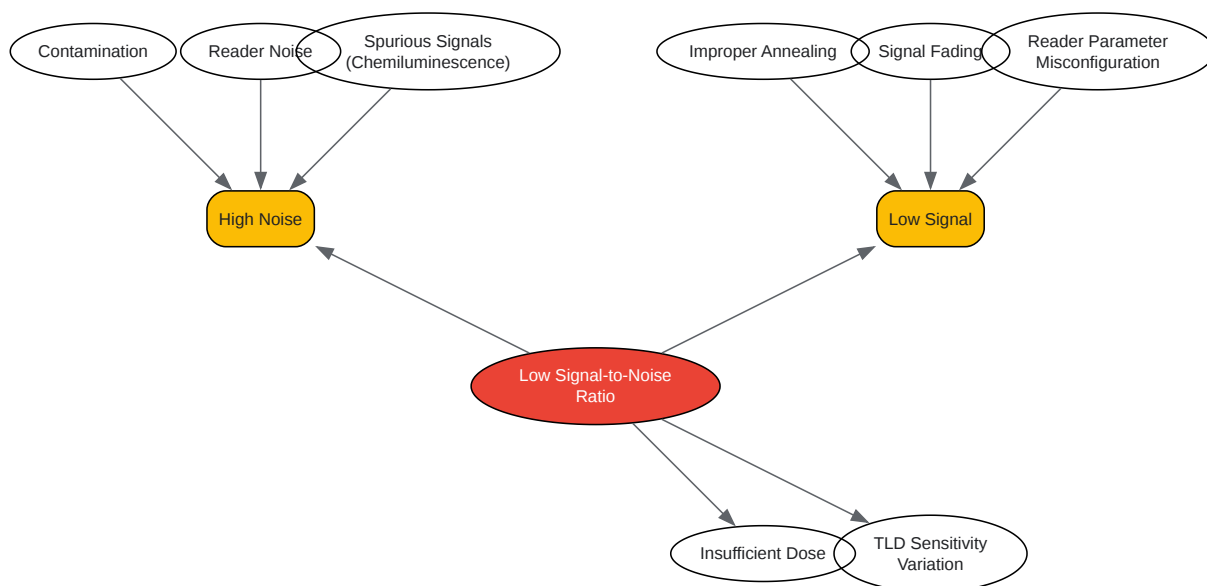 Contamination
Reader Noise
Spurious Signals
(Chemiluminescence)
Improper Annealing
Signal Fading
Reader Parameter
Misconfiguration
High Noise
Low Signal
Low Signal-to-Noise
Ratio
Insufficient Dose
TLD Sensitivity
Variation